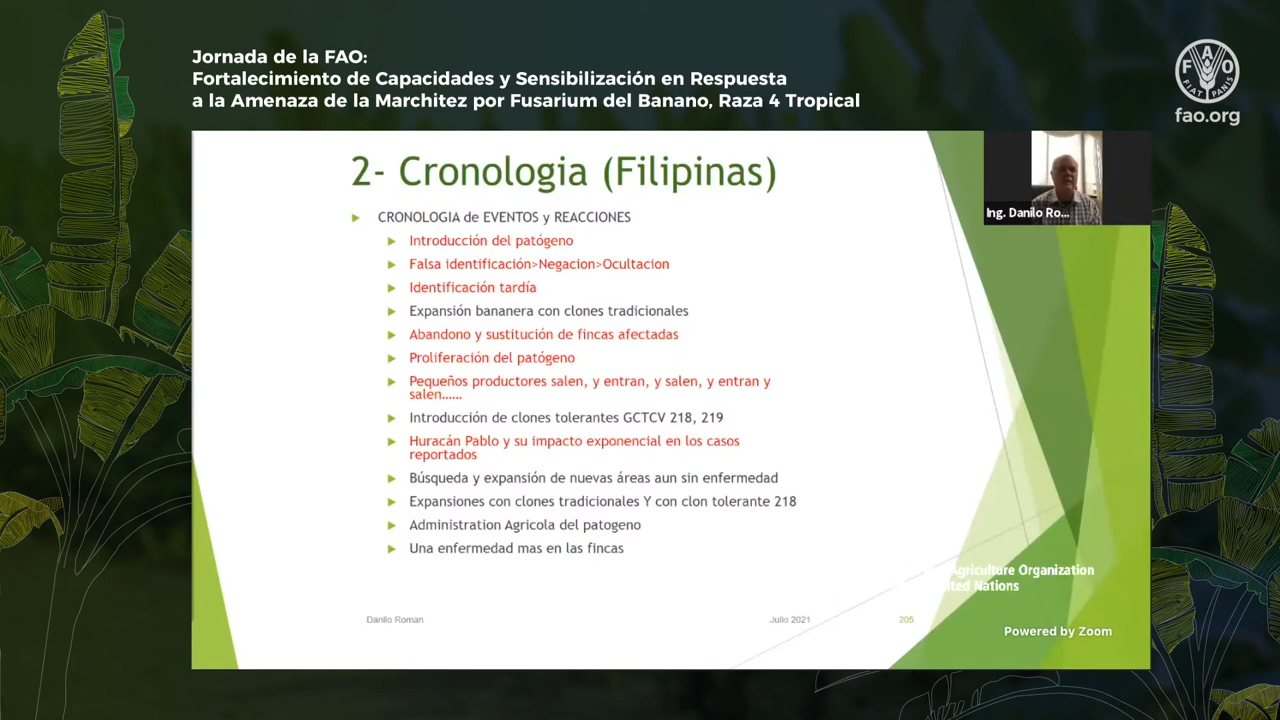 Jornada de la FAO:
Fortalecimiento de Capacidades y Sensibilización en Respuesta
a la Amenaza de la Marchitez por Fusarium del Banano, Raza 4 Tropical
F A O
FIAT PANIS
fao.org
2- Cronologia (Filipinas)
Ing. Danilo Ro...
CRONOLOGIA de EVENTOS y REACCIONES
Introducción del patógeno
Falsa identificación>Negacion>Ocultacion
Identificación tardía
Expansión bananera con clones tradicionales
Abandono y sustitución de fincas afectadas
Proliferación del patógeno
Pequeños productores salen, y entran, y salen, y entran y
salen……
Introducción de clones tolerantes GCTCV 218, 219
Huracán Pablo y su impacto exponencial en los casos
reportados
Búsqueda y expansión de nuevas áreas aun sin enfermedad
Expansiones con clones tradicionales Y con clon tolerante 218
Administration Agricola del patogeno
Una enfermedad mas en las fincas
Agriculture Organization
Nations
Danilo Roman
Julio 2021
205
Powered by Zoom